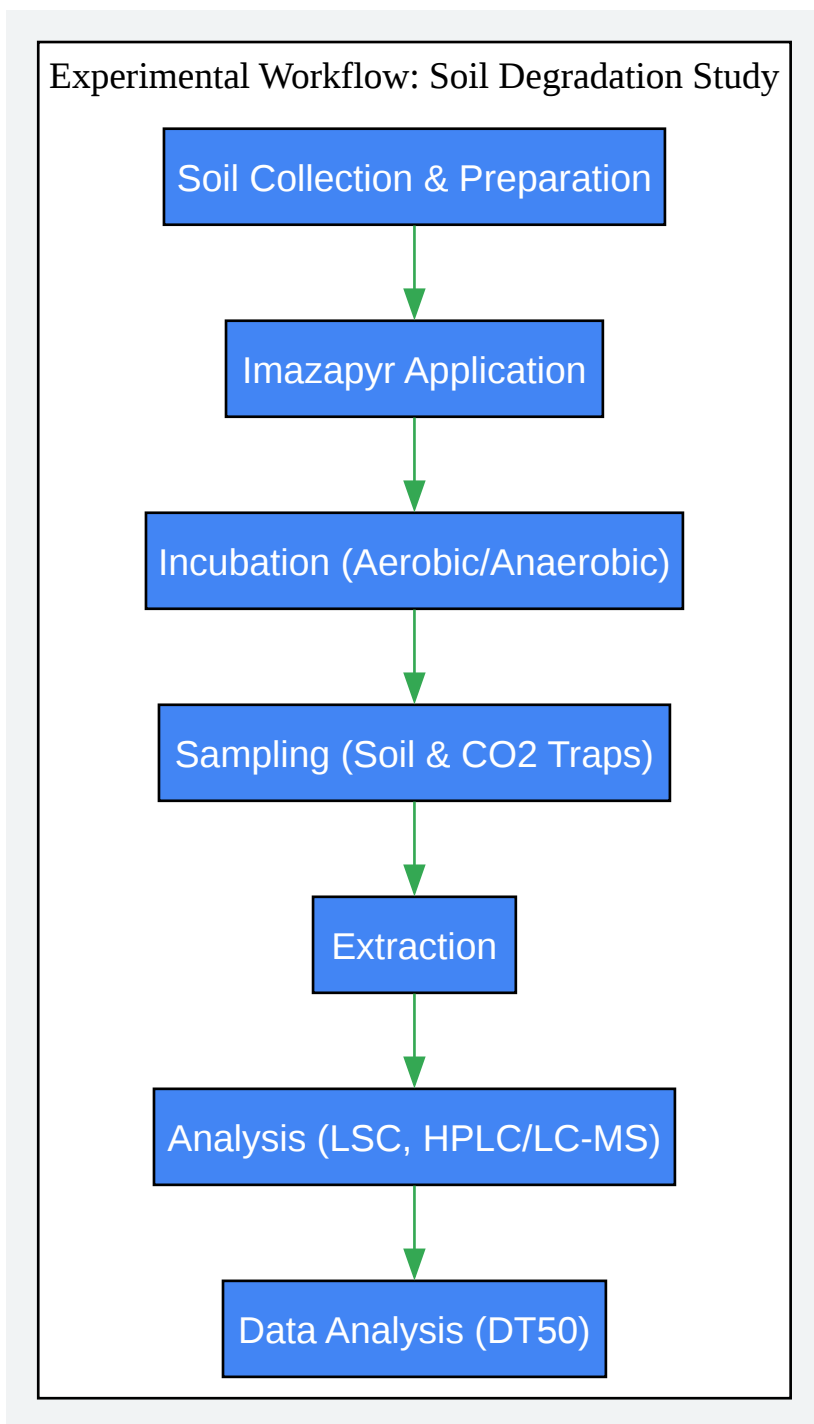 Experimental Workflow: Soil Degradation Study
Soil Collection & Preparation
Imazapyr Application
Incubation (Aerobic/Anaerobic)
Sampling (Soil & CO2 Traps)
Extraction
Analysis (LSC, HPLC/LC-MS)
Data Analysis (DT50)